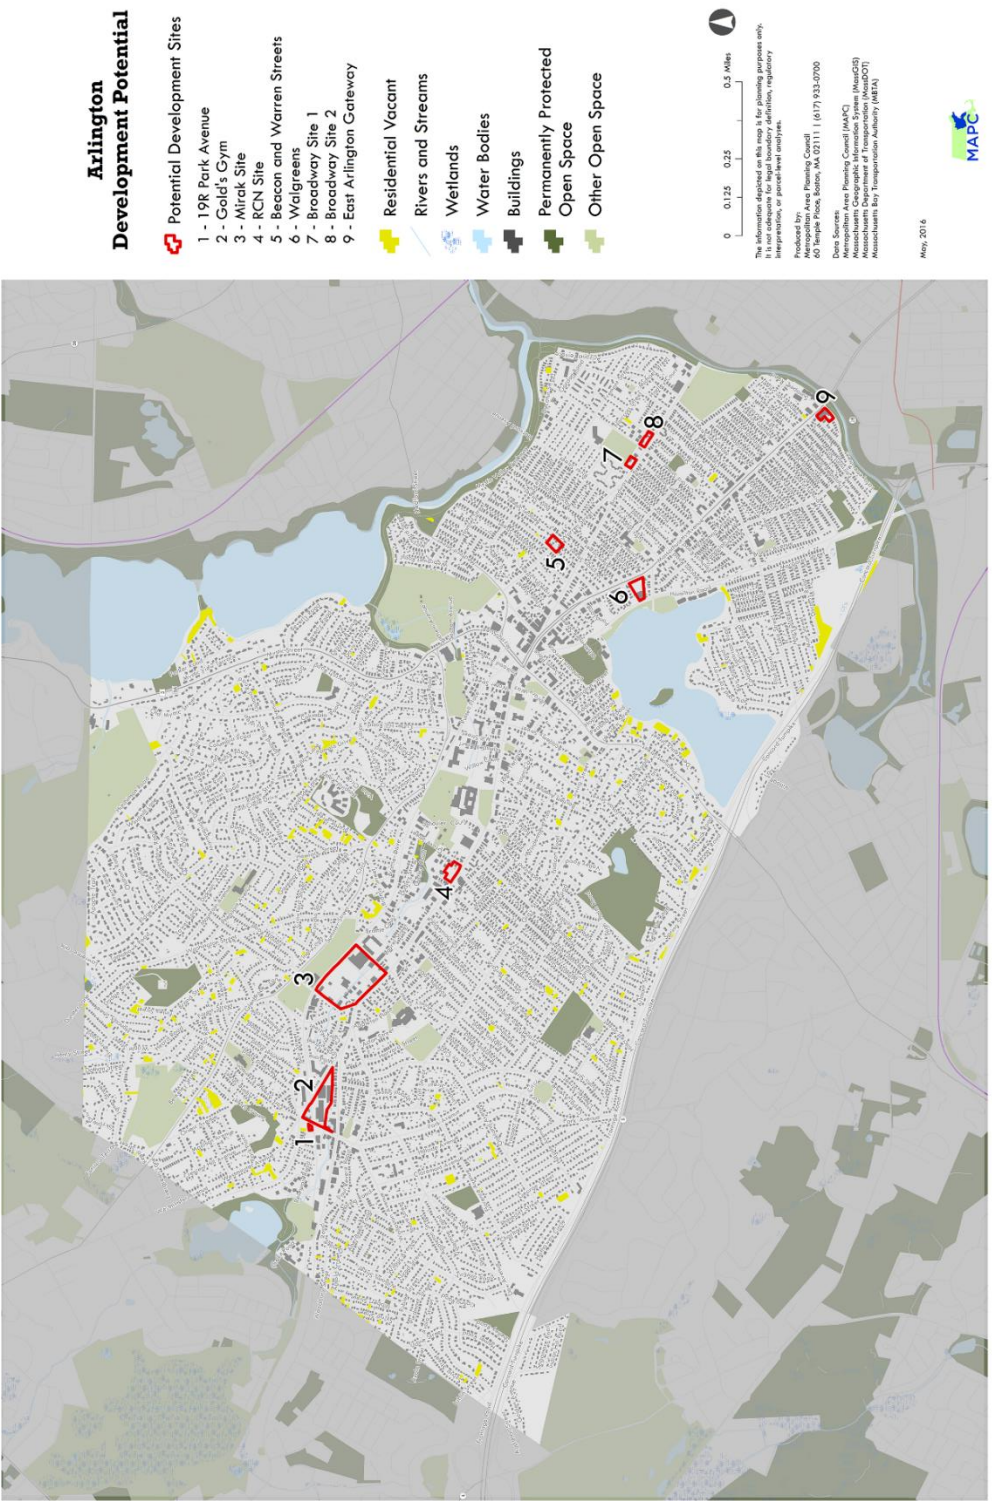 Arlington
Development Potential
Potential Development Sites
1 - 19R Park Avenue
2 - Gold's Gym
3 - Mirak Site
4 - RCN Site
5 - Beacon and Warren Streets
6 - Walgreens
7 - Broadway Site 1
8 - Broadway Site 2
9 - East Arlington Gateway
Residential Vacant
Rivers and Streams
Wetlands
Water Bodies
Buildings
Permanently Protected
Open Space
Other Open Space
0 0.125 0.25 0.5 Miles
The information depicted on this map is for planning purposes only.
It is not adequate for legal boundary definition, regulatory
interpretation, or parcel-level analyses.
Produced by:
Metropolitan Area Planning Council
60 Temple Place, Boston, MA 02111 | (617) 933-0700
Data Sources:
Metropolitan Area Planning Council (MAPC)
Massachusetts Geographic Information System (MassGIS)
Massachusetts Department of Transportation (MassDOT)
Massachusetts Bay Transportation Authority (MBTA)
May, 2016
MAPC
1
2
3
4
5
6
7
8
9